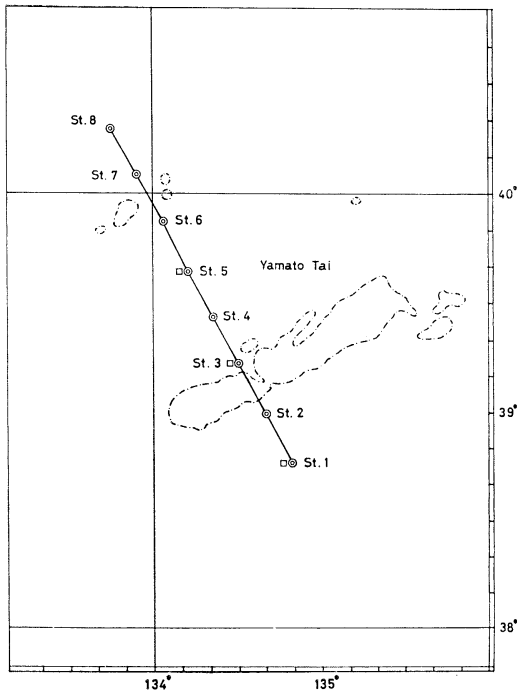 St. 8
St. 7
40°
St. 6
St. 5
Yamato Tai
St. 4
St. 3
St. 2
39°
St. 1
38°
134°
135°